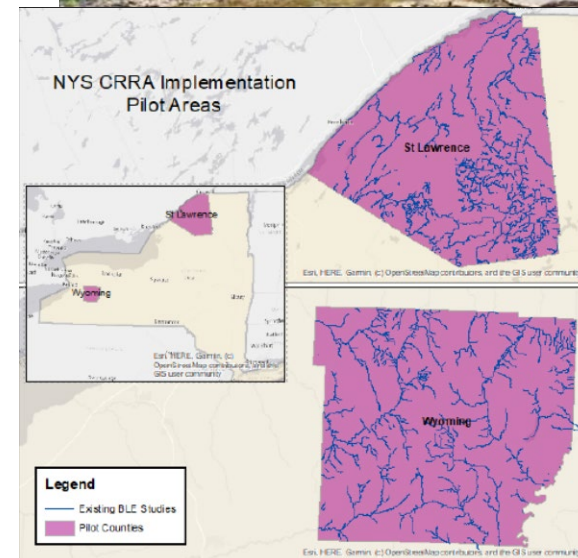 NYS CRRA Implementation
Pilot Areas
St Lawrence
Esri, HERE, Garmin, (c) OpenStreetMap contributors, and the GIS user community
St Lawrence
Wyoming
Esri, HERE, Garmin, (c)
OpenStreetMap contributors, and the
GIS user community
Wyoming
Legend
Existing BLE Studies
Pilot Counties
Esri, HERE, Garmin, (c) OpenStreetMap contributors, and the GIS user community